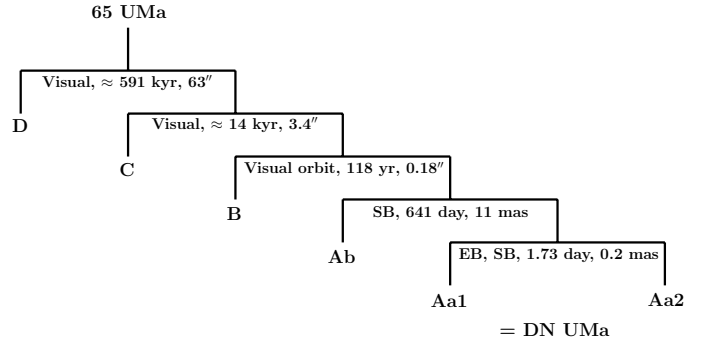 65 UMa
Visual, ≈ 591 kyr, 63″
D
Visual, ≈ 14 kyr, 3.4″
C
Visual orbit, 118 yr, 0.18″
B
SB, 641 day, 11 mas
Ab
EB, SB, 1.73 day, 0.2 mas
Aa1
Aa2
= DN UMa